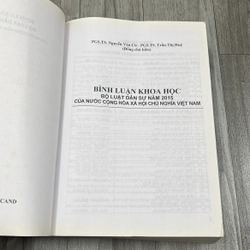 PGS.TS. Nguyễn Văn Cừ - PGS.TS. Trần Thị Huệ
(Đồng chủ biên)
BÌNH LUẬN KHOA HỌC
BỘ LUẬT DÂN SỰ NĂM 2015
CỦA NƯỚC CỘNG HÒA XÃ HỘI CHỦ NGHĨA VIỆT NAM
CAND